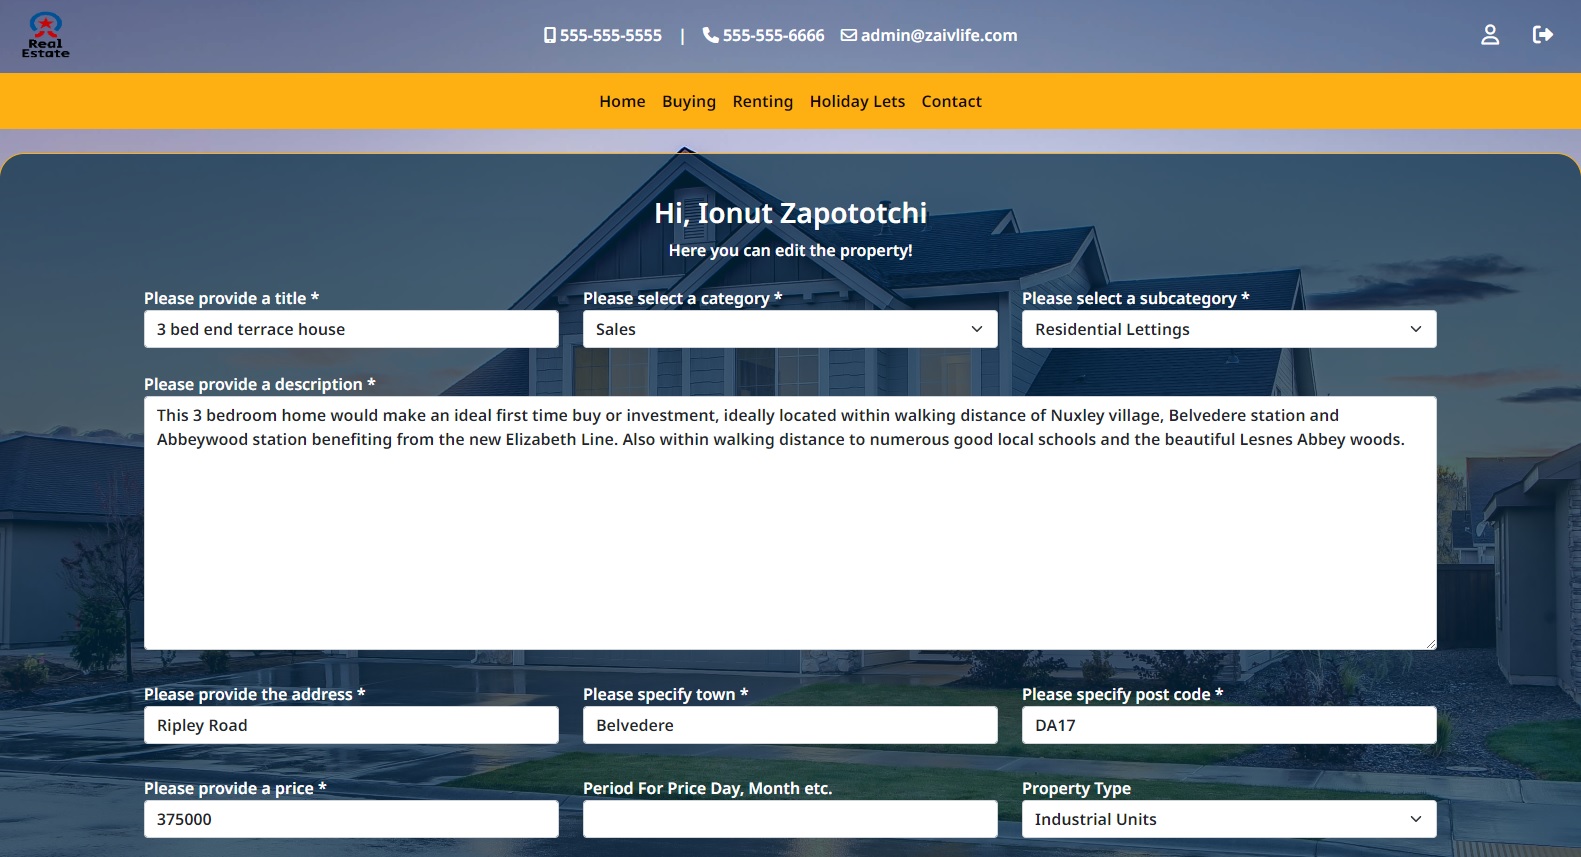 Real
Estate
555-555-5555 | 555-555-6666 admin@zaivlife.com
Home Buying Renting Holiday Lets Contact
Hi, Ionut Zapototchi
Here you can edit the property!
Please provide a title *
3 bed end terrace house
Please select a category *
Sales
Please select a subcategory *
Residential Lettings
Please provide a description *
This 3 bedroom home would make an ideal first time buy or investment, ideally located within walking distance of Nuxley village, Belvedere station and
Abbeywood station benefiting from the new Elizabeth Line. Also within walking distance to numerous good local schools and the beautiful Lesnes Abbey woods.
Please provide the address *
Ripley Road
Please specify town *
Belvedere
Please specify post code *
DA17
Please provide a price *
375000
Period For Price Day, Month etc.
Property Type
Industrial Units